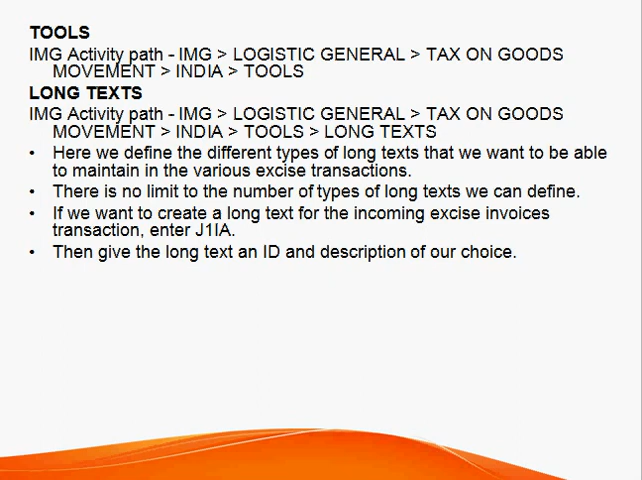 TOOLS
IMG Activity path - IMG > LOGISTIC GENERAL > TAX ON GOODS
MOVEMENT > INDIA > TOOLS
LONG TEXTS
IMG Activity path - IMG > LOGISTIC GENERAL > TAX ON GOODS
MOVEMENT > INDIA > TOOLS > LONG TEXTS
• Here we define the different types of long texts that we want to be able
to maintain in the various excise transactions.
• There is no limit to the number of types of long texts we can define.
• If we want to create a long text for the incoming excise invoices
transaction, enter J1IA.
• Then give the long text an ID and description of our choice.